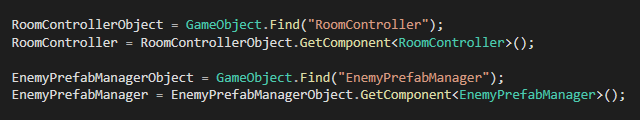 RoomControllerObject = GameObject.Find("RoomController");
RoomController = RoomControllerObject.GetComponent<RoomController>();
EnemyPrefabManagerObject = GameObject.Find("EnemyPrefabManager");
EnemyPrefabManager = EnemyPrefabManagerObject.GetComponent<EnemyPrefabManager>();